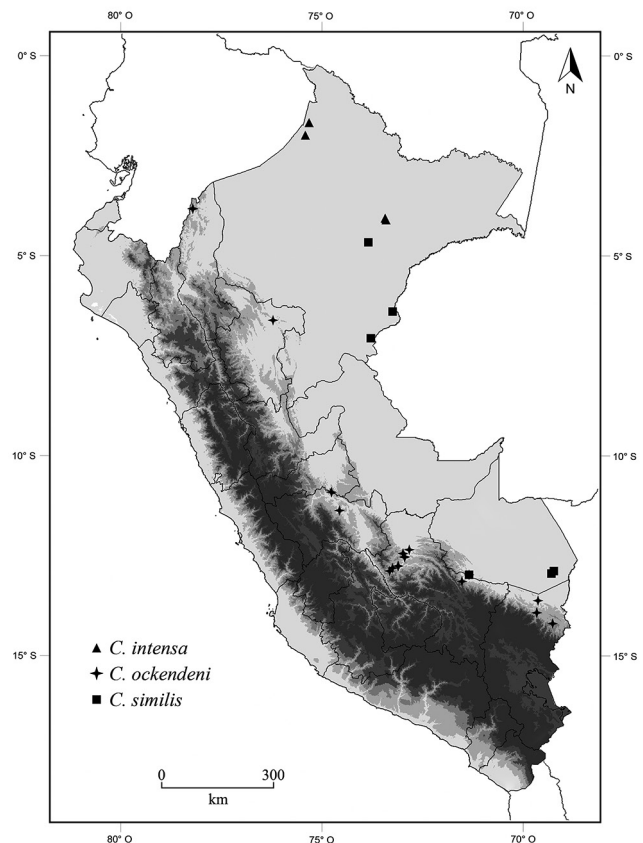 80° O 75° O 70° O
0° S 0° S
N
5° S 5° S
10° S 10° S
15° S 15° S
C. intensa
C. ockendeni
C. similis
0 300
km
80° O 75° O 70° O